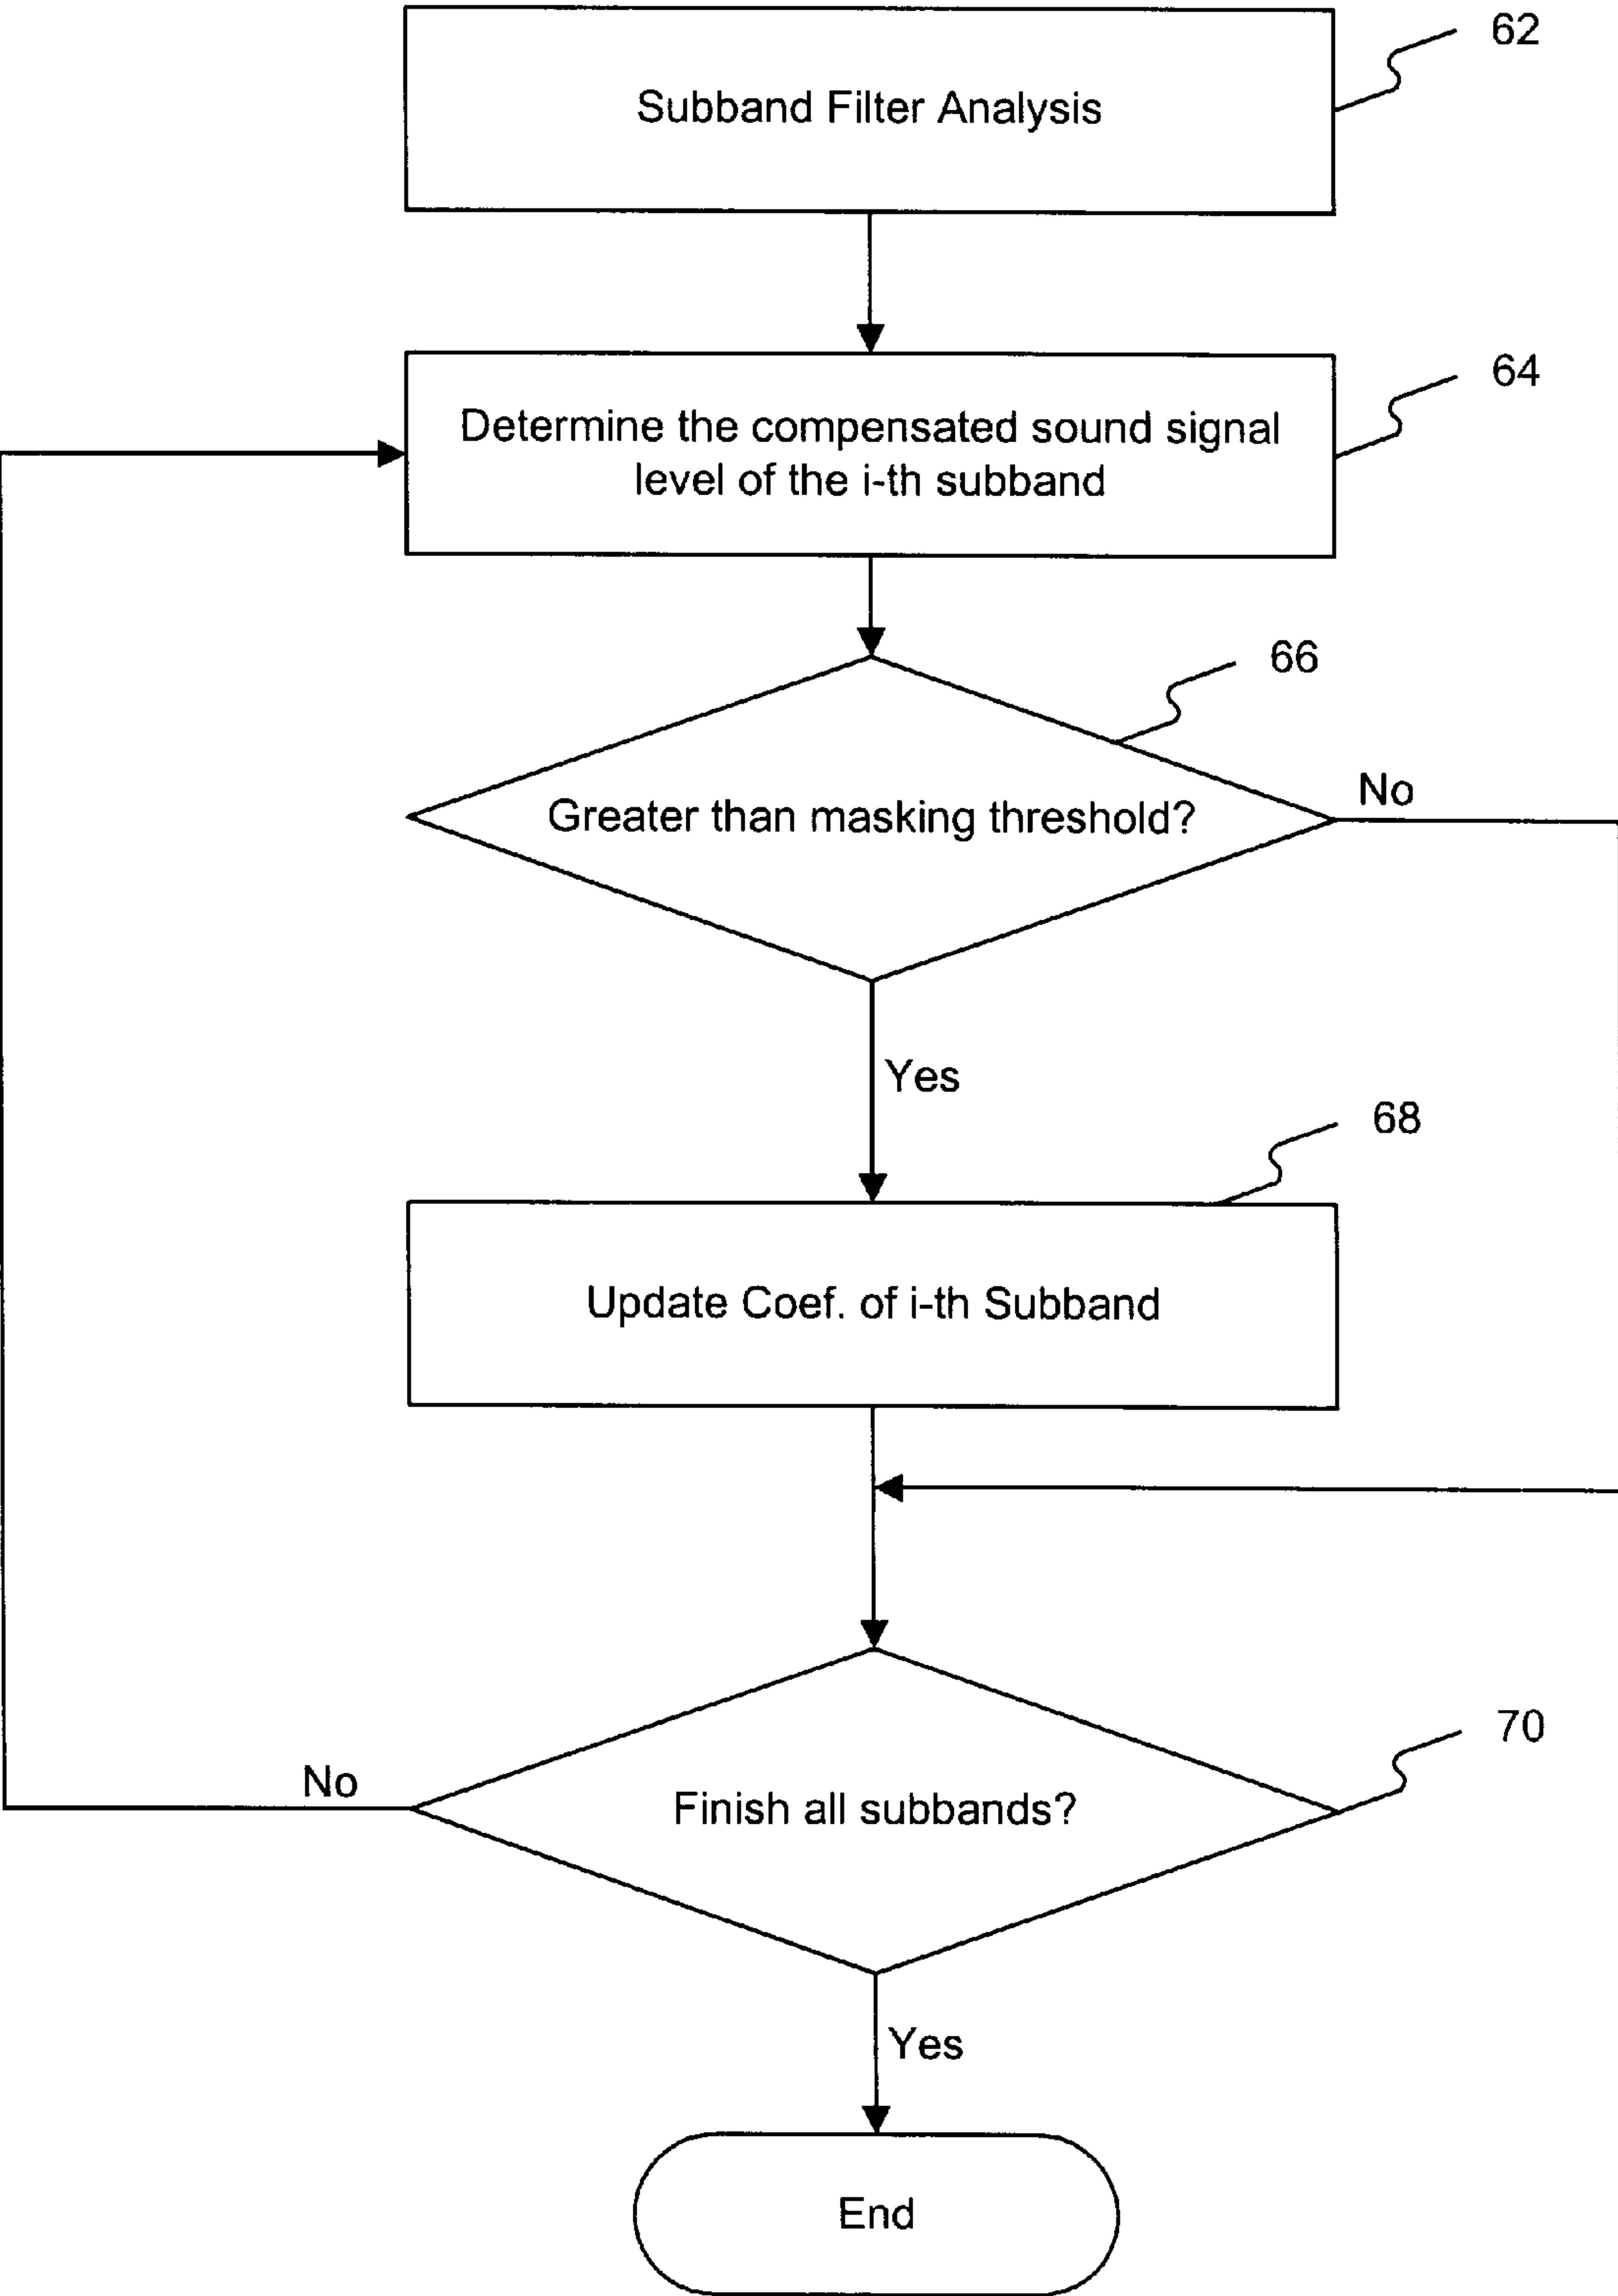 62
Subband Filter Analysis
64
Determine the compensated sound signal
level of the i-th subband
66
No
Greater than masking threshold?
Yes
68
Update Coef. of i-th Subband
70
No
Finish all subbands?
Yes
End